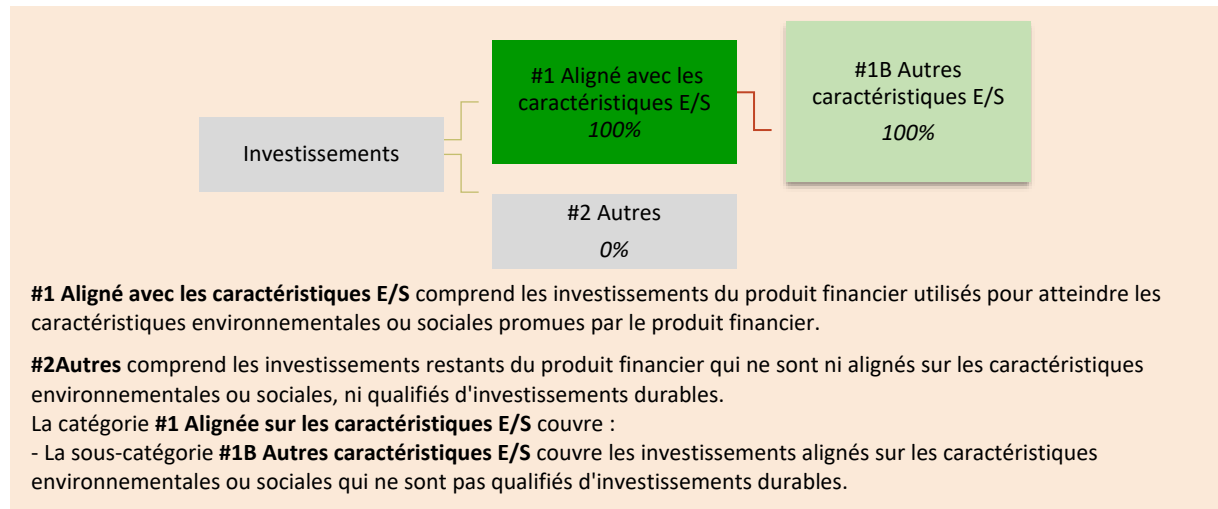 #1 Aligné avec les
caractéristiques E/S
100%
#1B Autres
caractéristiques E/S
100%
Investissements
#2 Autres
0%
#1 Aligné avec les caractéristiques E/S comprend les investissements du produit financier utilisés pour atteindre les
caractéristiques environnementales ou sociales promues par le produit financier.
#2Autres comprend les investissements restants du produit financier qui ne sont ni alignés sur les caractéristiques
environnementales ou sociales, ni qualifiés d'investissements durables.
La catégorie #1 Alignée sur les caractéristiques E/S couvre :
- La sous-catégorie #1B Autres caractéristiques E/S couvre les investissements alignés sur les caractéristiques
environnementales ou sociales qui ne sont pas qualifiés d'investissements durables.